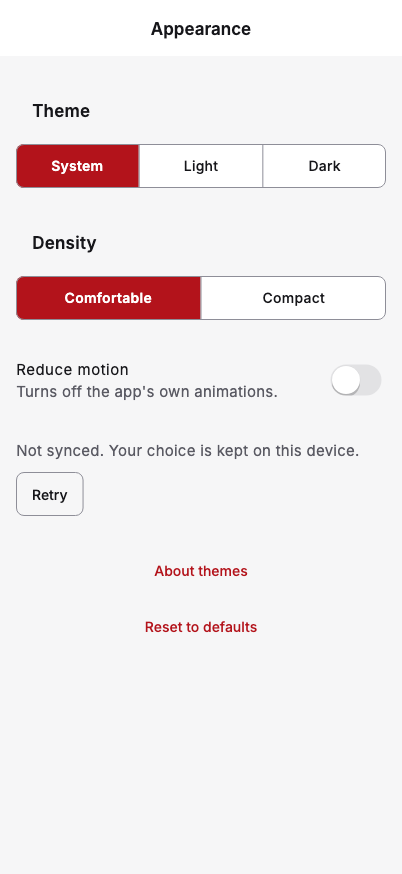 Appearance
Theme
System
Light
Dark
Density
Comfortable
Compact
Reduce motion
Turns off the app's own animations.
Not synced. Your choice is kept on this device.
Retry
About themes
Reset to defaults